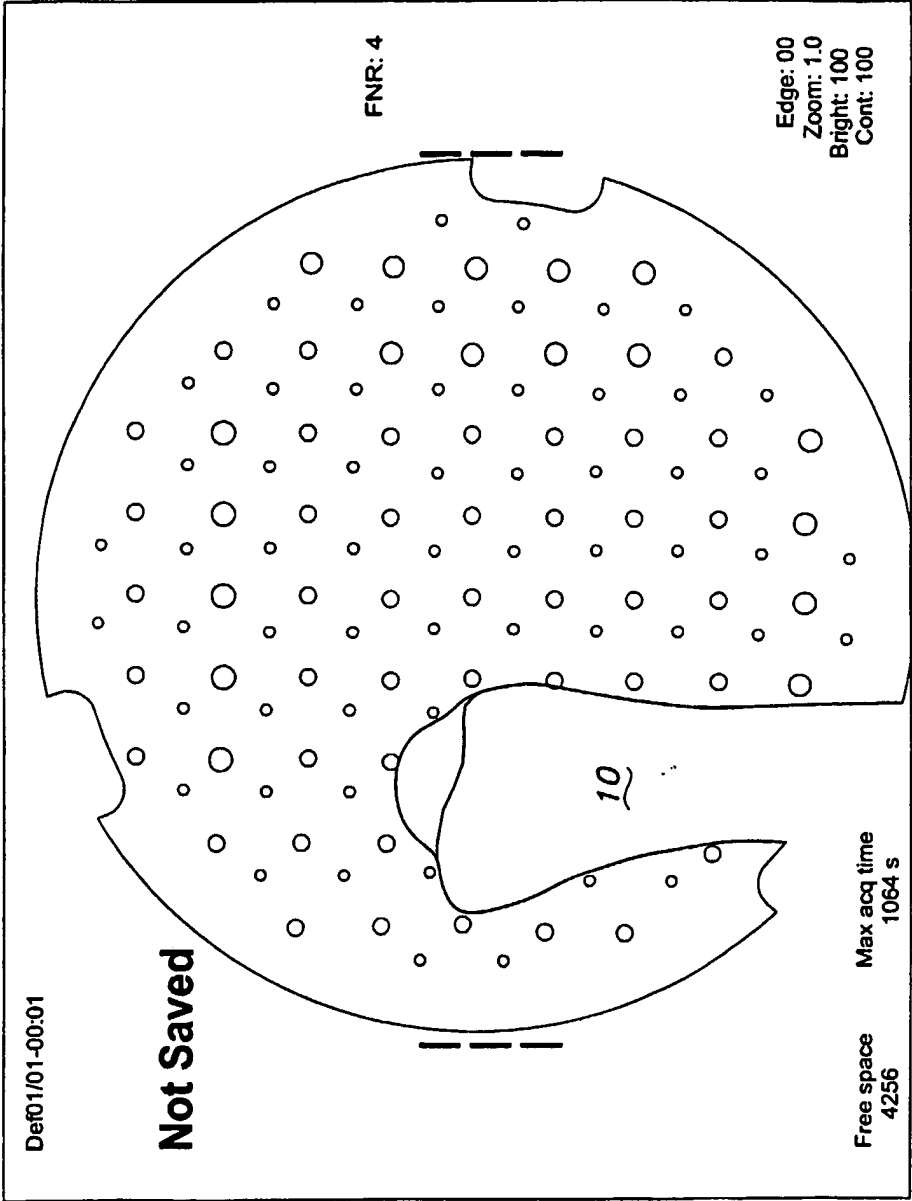 Def01/01-00:01
Not Saved
FNR: 4
10
Free space
4256
Max acq time
1064 s
Edge: 00
Zoom: 1.0
Bright: 100
Cont: 100